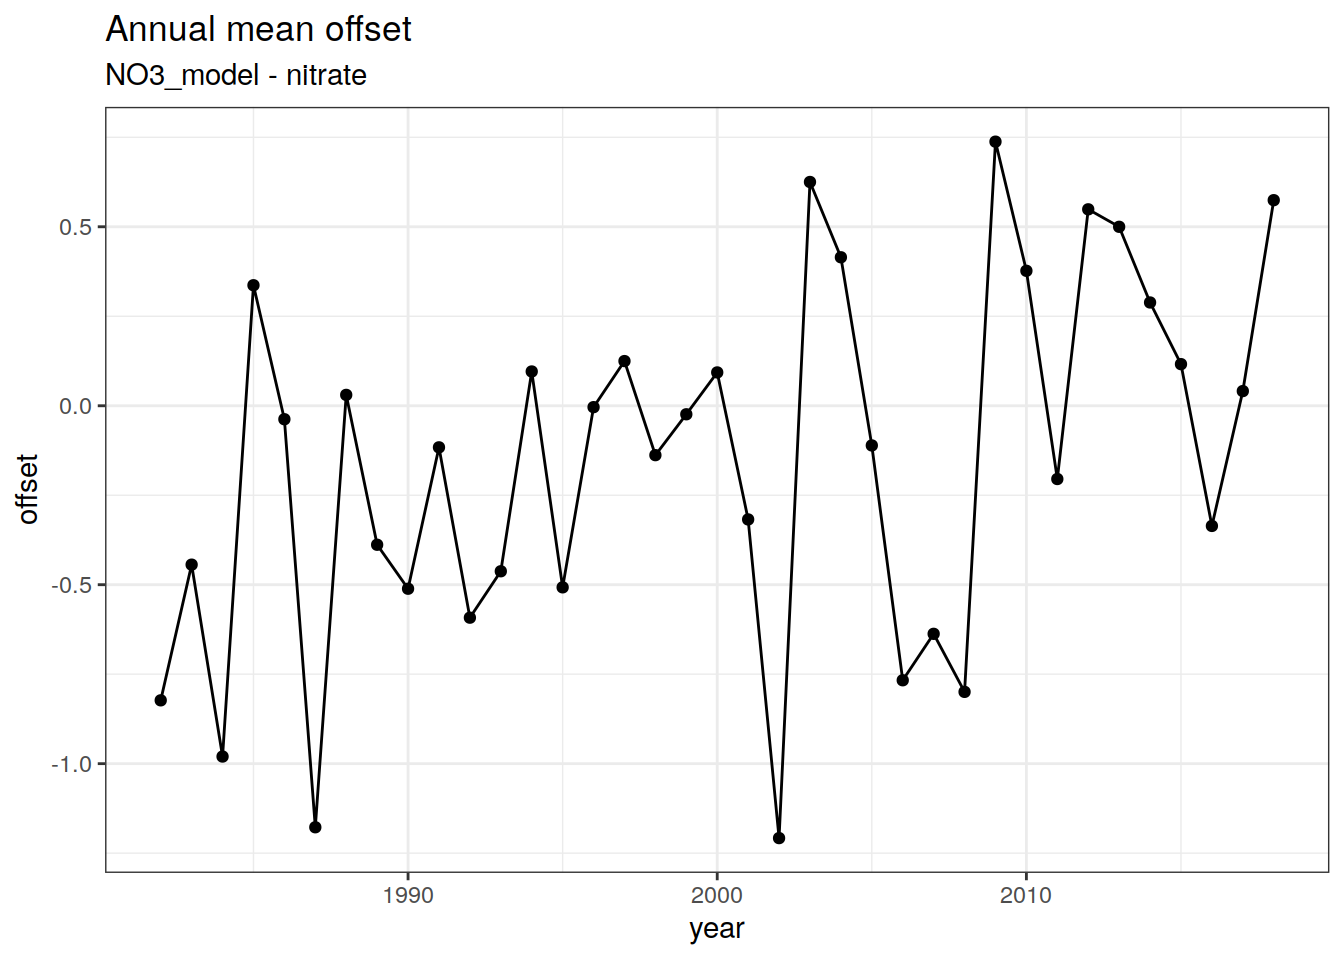 Annual mean offset
NO3_model - nitrate
0.5
0.0
-0.5
-1.0
offset
1990
2000
2010
year